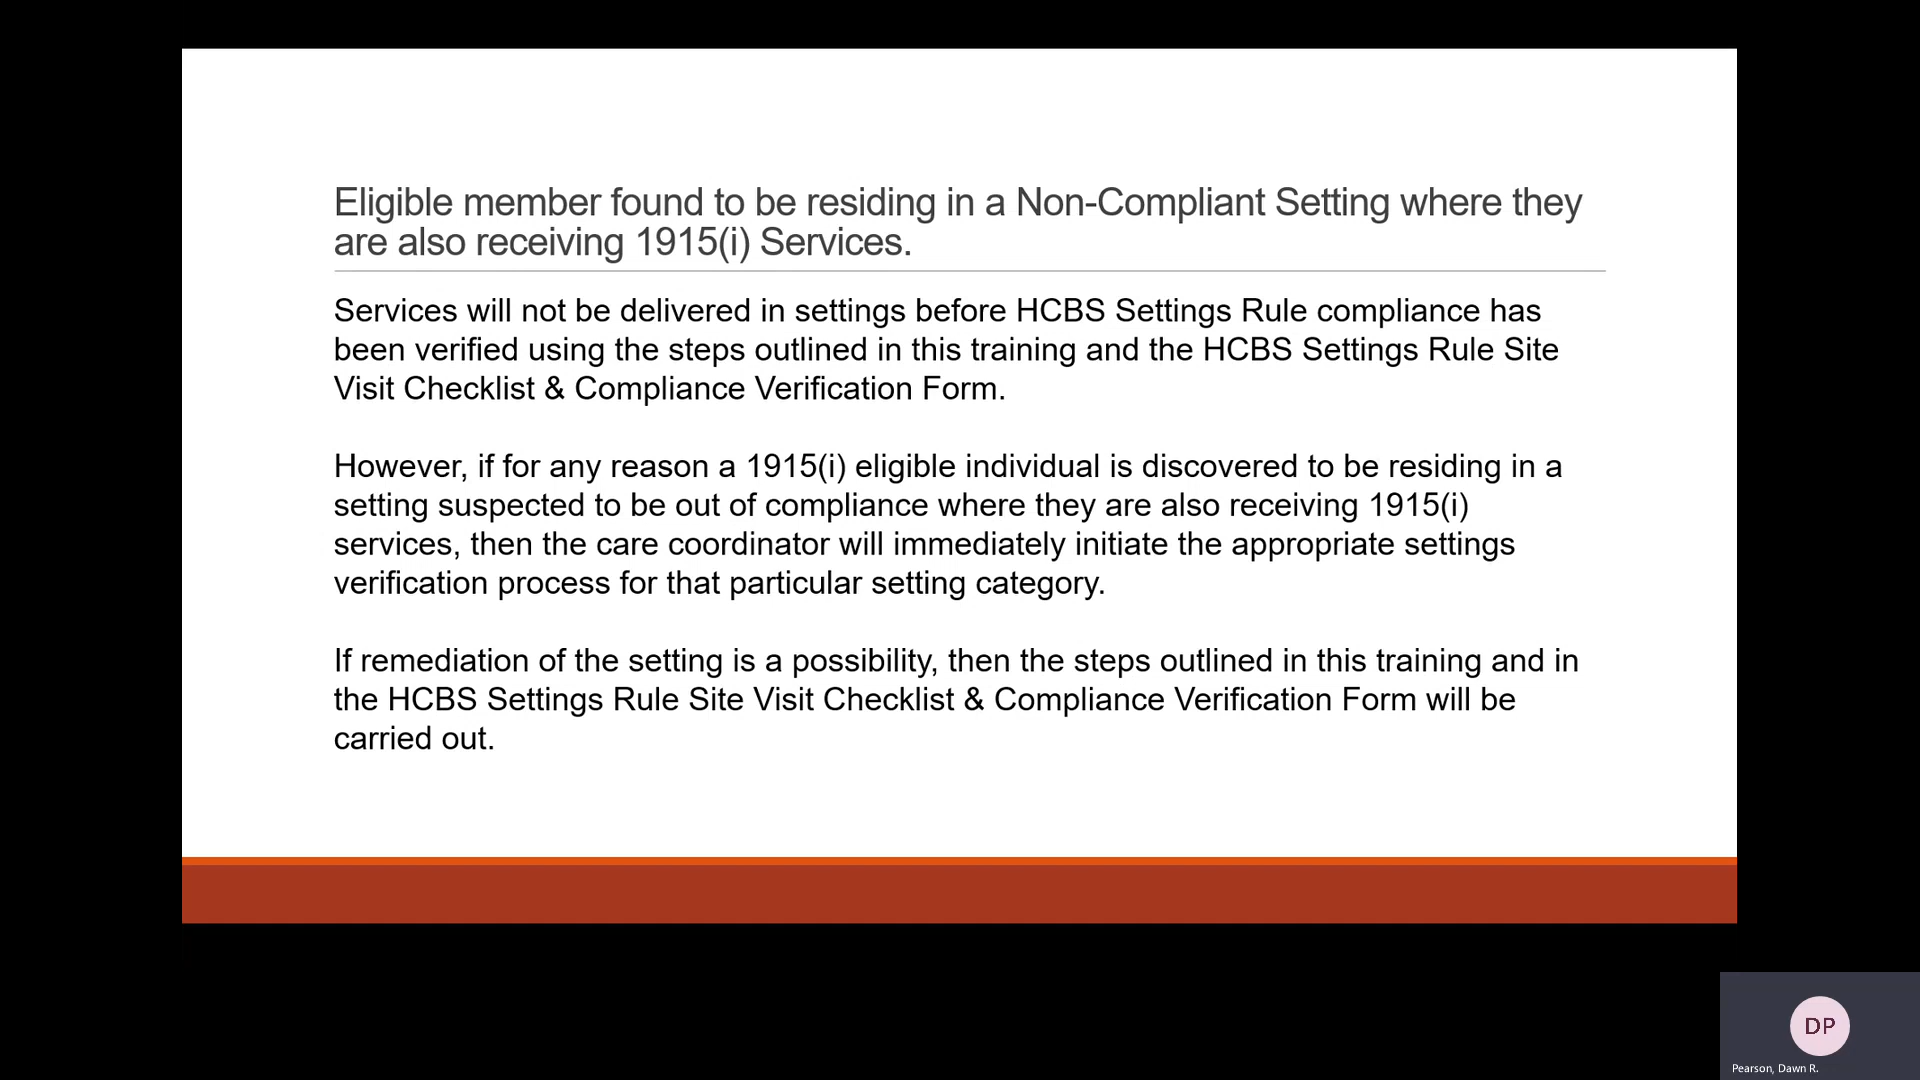 Eligible member found to be residing in a Non-Compliant Setting where they
are also receiving 1915(i) Services.
Services will not be delivered in settings before HCBS Settings Rule compliance has
been verified using the steps outlined in this training and the HCBS Settings Rule Site
Visit Checklist & Compliance Verification Form.
However, if for any reason a 1915(i) eligible individual is discovered to be residing in a
setting suspected to be out of compliance where they are also receiving 1915(i)
services, then the care coordinator will immediately initiate the appropriate settings
verification process for that particular setting category.
If remediation of the setting is a possibility, then the steps outlined in this training and in
the HCBS Settings Rule Site Visit Checklist & Compliance Verification Form will be
carried out.
DP
Pearson, Dawn R.